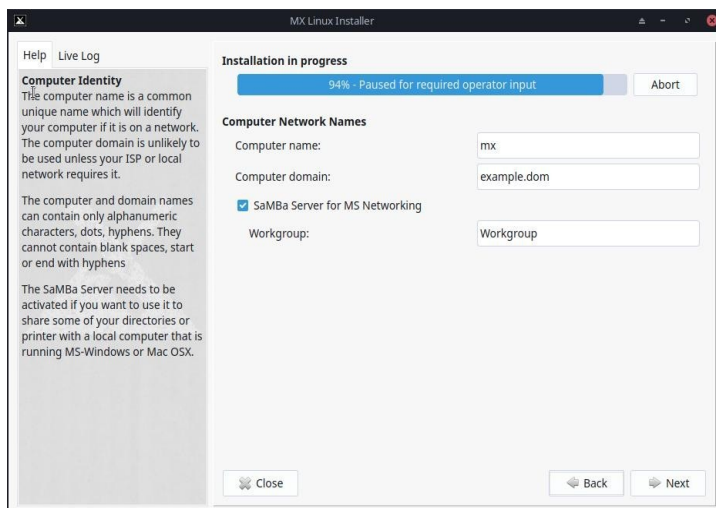 MX Linux Installer
Help
Live Log
Computer Identity
The computer name is a common
unique name which will identify
your computer if it is on a network.
The computer domain is unlikely to
be used unless your ISP or local
network requires it.
The computer and domain names
can contain only alphanumeric
characters, dots, hyphens. They
cannot contain blank spaces, start
or end with hyphens
The SaMBa Server needs to be
activated if you want to use it to
share some of your directories or
printer with a local computer that is
running MS-Windows or Mac OSX.
Installation in progress
94% - Paused for required operator input
Abort
Computer Network Names
Computer name:
mx
Computer domain:
example.dom
SaMBa Server for MS Networking
Workgroup:
Workgroup
Close
Back
Next